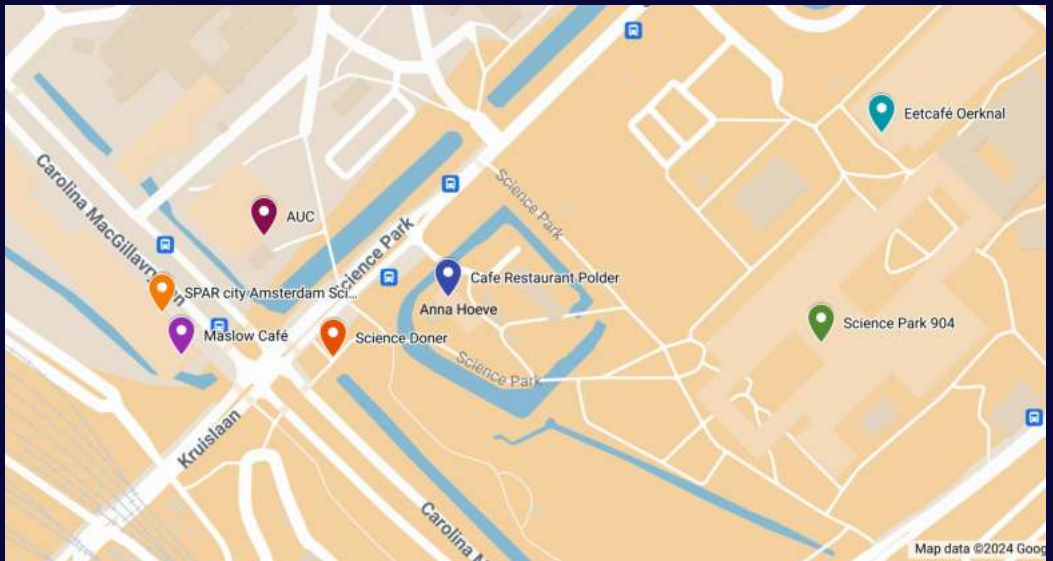 Eetcafé Oerknal
Science Park
Carolina MacGillavry
AUC
Science Park
Cafe Restaurant Polder
SPAR city Amsterdam Sci...
Anna Hoeve
Maslow Café
Science Doner
Science Park 904
Science Park
Kruislaan
Carolina M
Map data ©2024 Goog